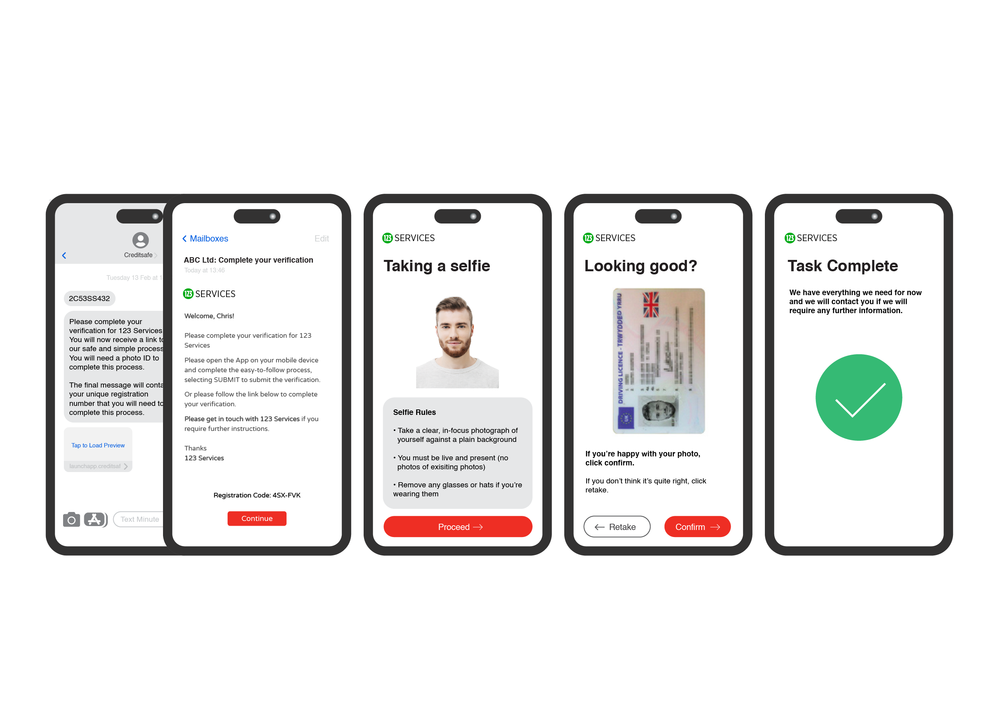 Creditsafe
Tuesday 13 Feb at 1
2C53SS432
Please complete your
verification for 123 Services
You will now receive a link to
our safe and simple process
You will need a photo ID to
complete this process.
The final message will conta
your unique registration
number that you will need to
complete this process.
Tap to Load Preview
launchapp.creditsaf
Text Minute
Mailboxes
Edit
ABC Ltd: Complete your verification
Today at 13:46
123 SERVICES
Welcome, Chris!
Please complete your verification for 123
Services
Please open the App on your mobile device
and complete the easy-to-follow process,
selecting SUBMIT to submit the verification.
Or please follow the link below to complete
your verification.
Please get in touch with 123 Services if you
require further instructions.
Thanks
123 Services
Registration Code: 4SX-FVK
Continue
123 SERVICES
Taking a selfie
Selfie Rules
• Take a clear, in-focus photograph of
yourself against a plain background
• You must be live and present (no
photos of exisiting photos)
• Remove any glasses or hats if you’re
wearing them
Proceed →
123 SERVICES
Looking good?
DRIVING LICENCE - TRWYDDED YRRU
UK
If you’re happy with your photo,
click confirm.
If you don’t think it’s quite right, click
retake.
← Retake
Confirm →
123 SERVICES
Task Complete
We have everything we need for now
and we will contact you if we will
require any further information.